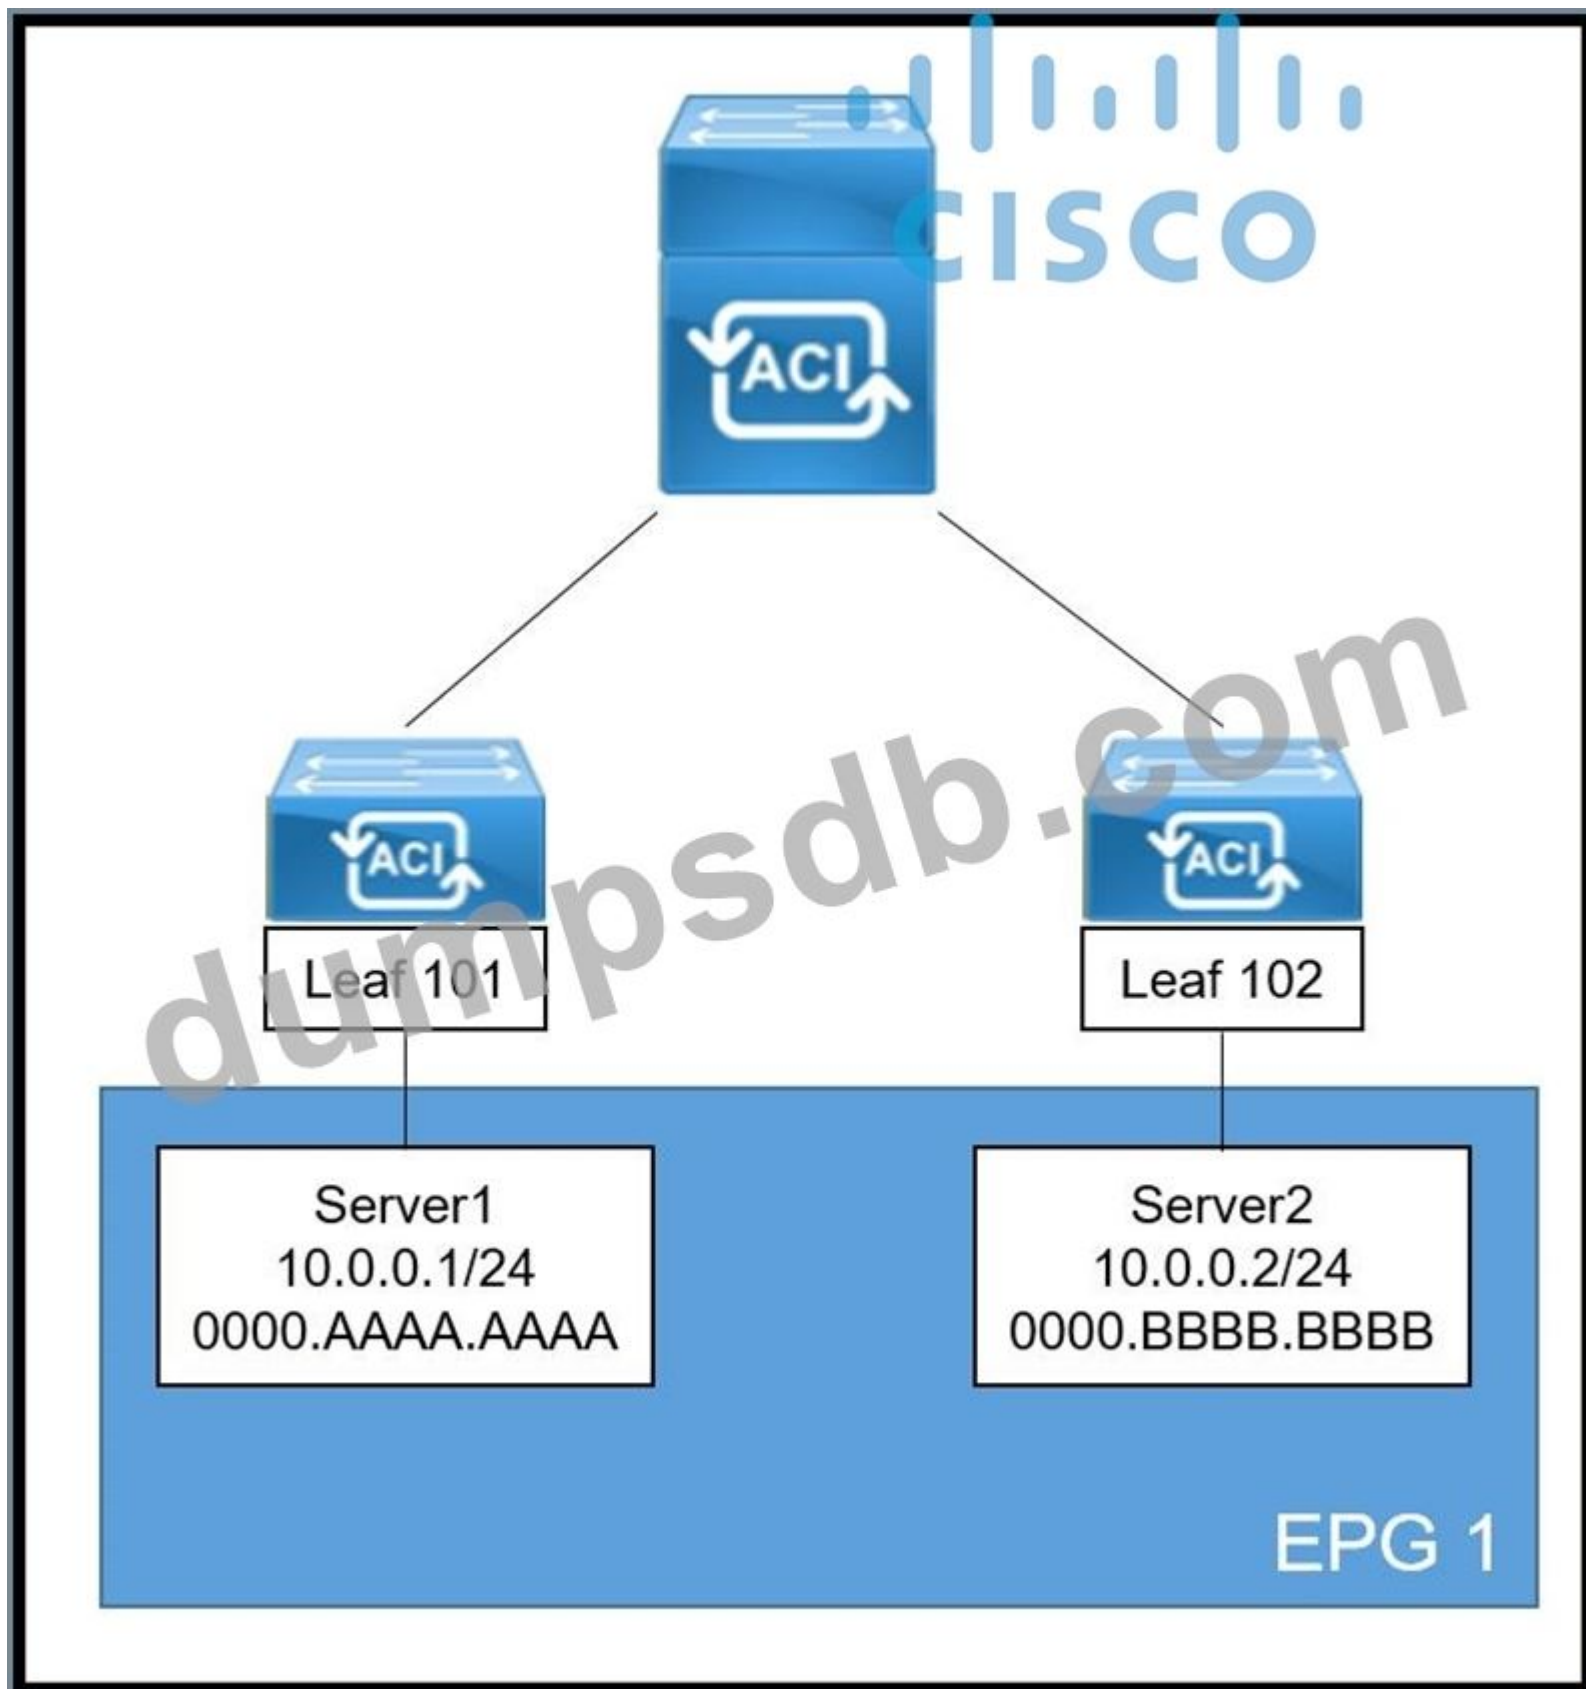 CISCO
ACI
dumpsdb.com
ACI
ACI
Leaf 101
Leaf 102
Server1
10.0.0.1/24
0000.AAAA.AAAA
Server2
10.0.0.2/24
0000.BBBB.BBBB
EPG 1